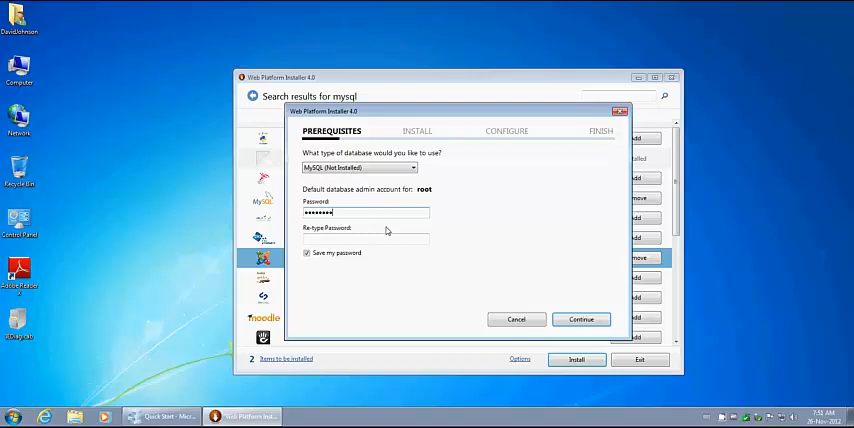 DavidJohnson
Computer
Network
Recycle Bin
Control Panel
Adobe Reader
X
Web Platform Installer 4.0
Search results for mysql
Web Platform Installer 4.0
PREREQUISITES
INSTALL
CONFIGURE
FINISH
What type of database would you like to use?
MySQL (Not Installed)
Default database admin account for: root
Password:
••••••••
Re-type Password:
Save my password
Cancel
Continue
Add
Add
Add
Add
Add
Add
Add
MySQL
moodle
2 Items to be installed
Options
Install
Exit
Quick Start - Micr...
Web Platform Inst...
7:51 AM
26-Nov-2012